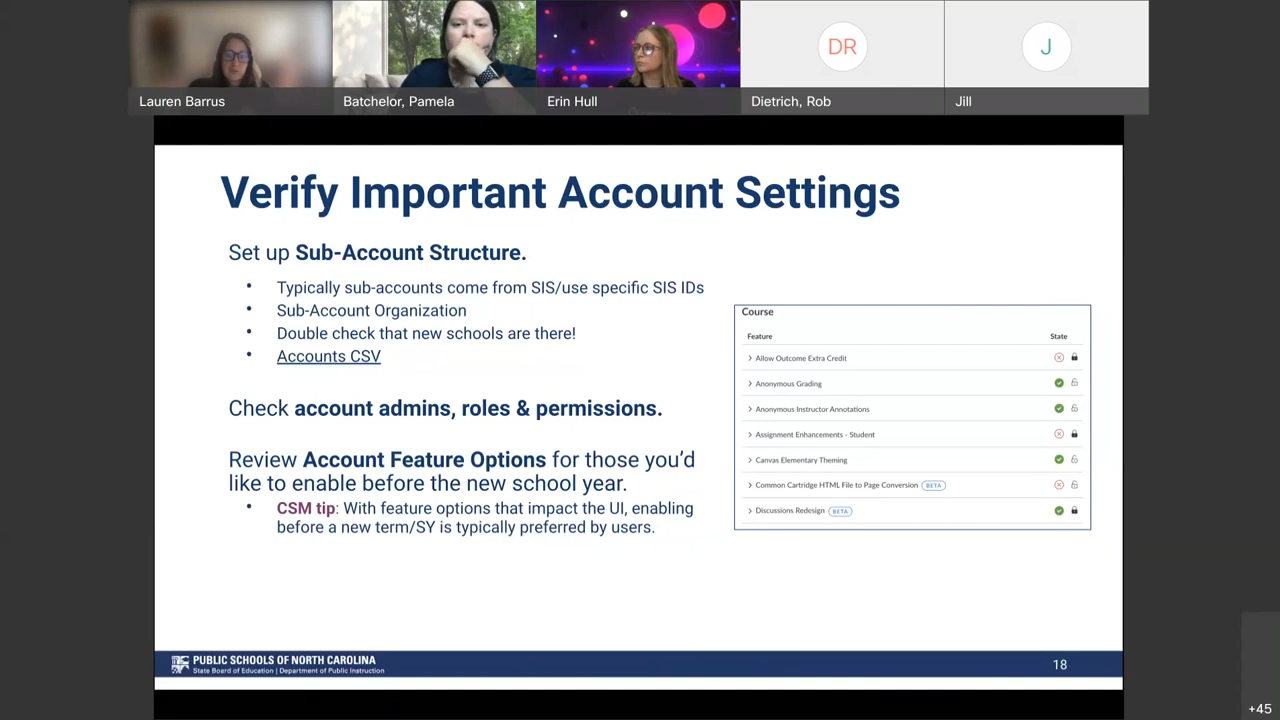 Lauren Barrus
Batchelor, Pamela
Erin Hull
DR
Dietrich, Rob
J
Jill
Verify Important Account Settings
Set up Sub-Account Structure.
• Typically sub-accounts come from SIS/use specific SIS IDs
• Sub-Account Organization
• Double check that new schools are there!
• Accounts CSV
Check account admins, roles & permissions.
Review Account Feature Options for those you’d
like to enable before the new school year.
• CSM tip: With feature options that impact the UI, enabling
before a new term/SY is typically preferred by users.
Course
Feature State
Allow Outcome Extra Credit
Anonymous Grading
Anonymous Instructor Annotations
Assignment Enhancements - Student
Canvas Elementary Theming
Common Cartridge HTML File to Page Conversion BETA
Discussions Redesign BETA
PUBLIC SCHOOLS OF NORTH CAROLINA
State Board of Education | Department of Public Instruction
18
+45